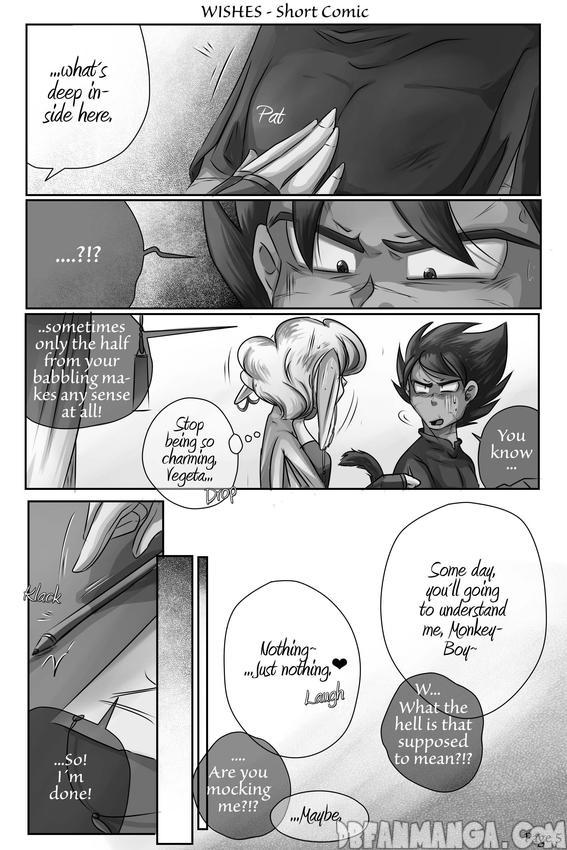 WISHES - Short Comic
...what's
deep in-
side here.
Pat
....?!?
..sometimes
only the half
from your
babbling ma-
kes any sense
at all!
Stop
being so
charming,
Vegeta...
Drop
You
know
...
Klack
...So!
I´m
done!
Some day,
you'll going
to understand
me, Monkey-
Boy~
W...
What the
hell is that
supposed
to mean?!?
Nothing~
...Just nothing.♥
Laugh
....
Are you
mocking
me?!?
...Maybe.
DBFANMANGA.COM
Page 5